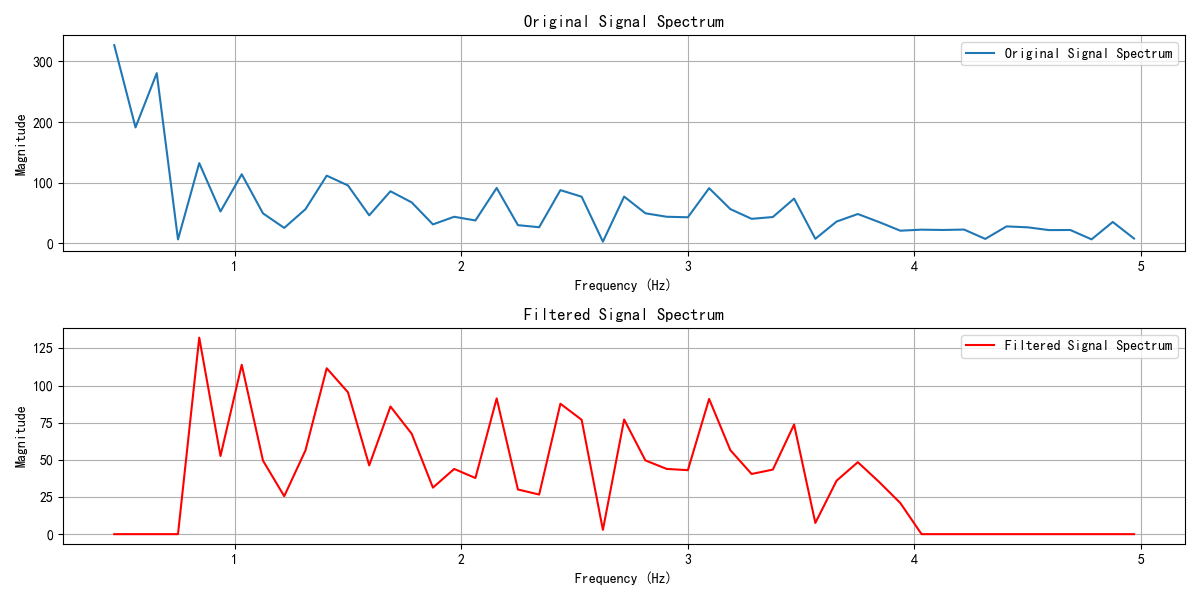 Original Signal Spectrum
Original Signal Spectrum
Magnitude
300
200
100
0
1 2 3 4 5
Frequency (Hz)
Filtered Signal Spectrum
Filtered Signal Spectrum
Magnitude
125
100
75
50
25
0
1 2 3 4 5
Frequency (Hz)